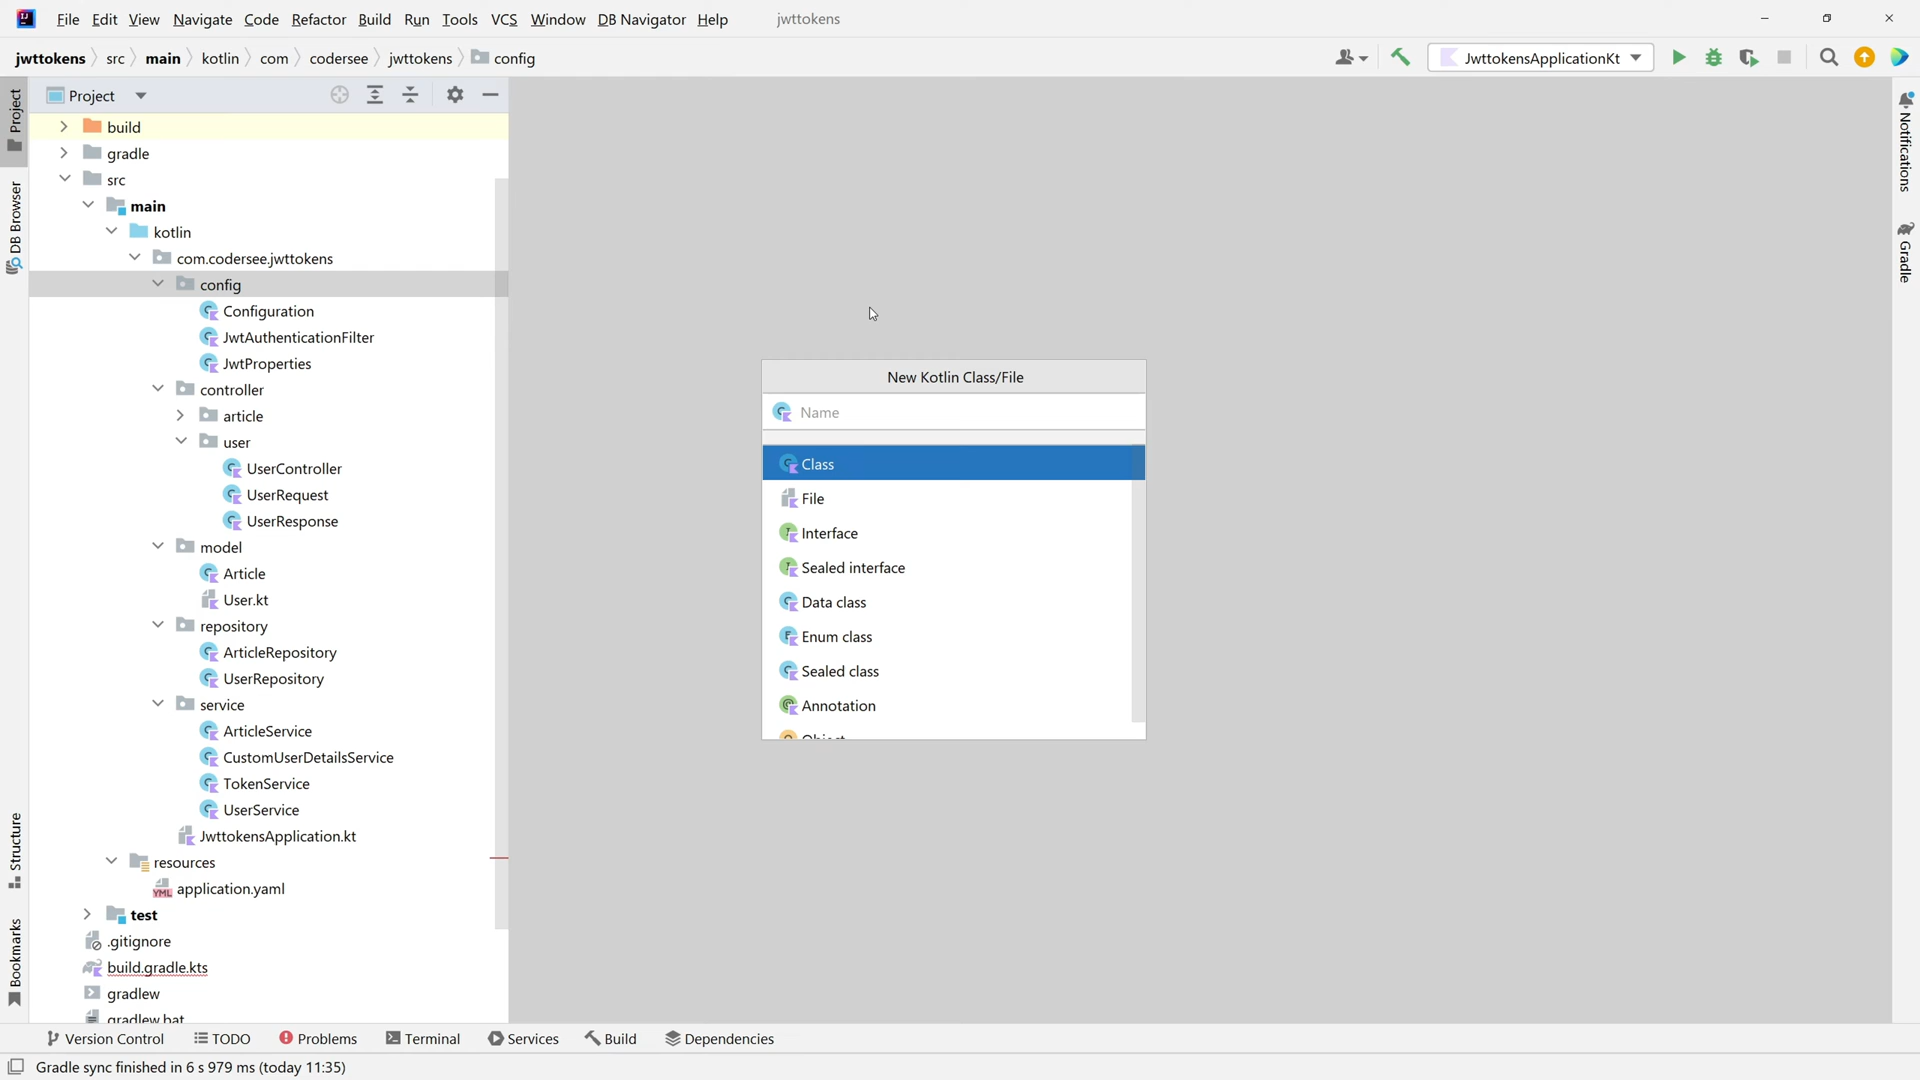 File Edit View Navigate Code Refactor Build Run Tools VCS Window DB Navigator Help jwttokens
jwttokens src main kotlin com codersee jwttokens config JwttokensApplicationKt
Project
Project
DB Browser
Structure
Bookmarks
build
gradle
src
main
kotlin
com.codersee.jwttokens
config
Configuration
JwtAuthenticationFilter
JwtProperties
controller
article
user
UserController
UserRequest
UserResponse
model
Article
User.kt
repository
ArticleRepository
UserRepository
service
ArticleService
CustomUserDetailsService
TokenService
UserService
JwttokensApplication.kt
resources
YML application.yaml
test
.gitignore
build.gradle.kts
gradlew
gradlew.bat
New Kotlin Class/File
Name
Class
File
Interface
Sealed interface
Data class
Enum class
Sealed class
Annotation
Object
Notifications
Gradle
Version Control TODO Problems Terminal Services Build Dependencies
Gradle sync finished in 6 s 979 ms (today 11:35)